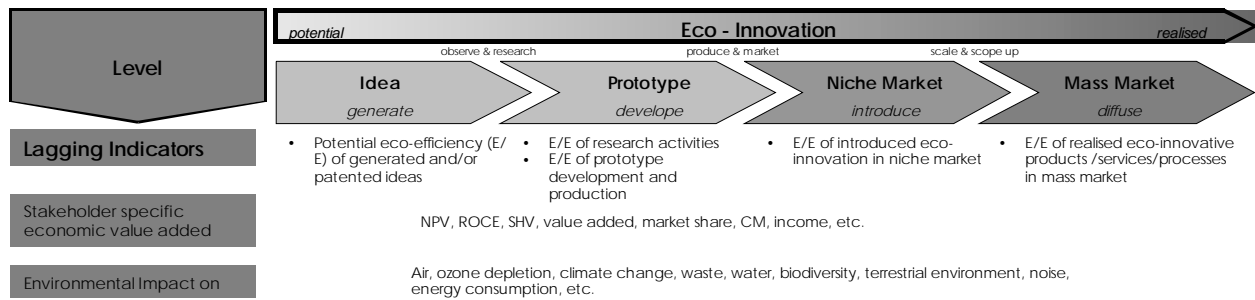 potential Eco - Innovation realised
observe & research produce & market scale & scope up
Level
Idea Prototype Niche Market Mass Market
generate develope introduce diffuse
Lagging Indicators
• Potential eco-efficiency (E/
E) of generated and/or
patented ideas
• E/E of research activities
• E/E of prototype
development and
production
• E/E of introduced eco-
innovation in niche market
• E/E of realised eco-innovative
products /services/processes
in mass market
Stakeholder specific
economic value added
NPV, ROCE, SHV, value added, market share, CM, income, etc.
Environmental Impact on
Air, ozone depletion, climate change, waste, water, biodiversity, terrestrial environment, noise,
energy consumption, etc.